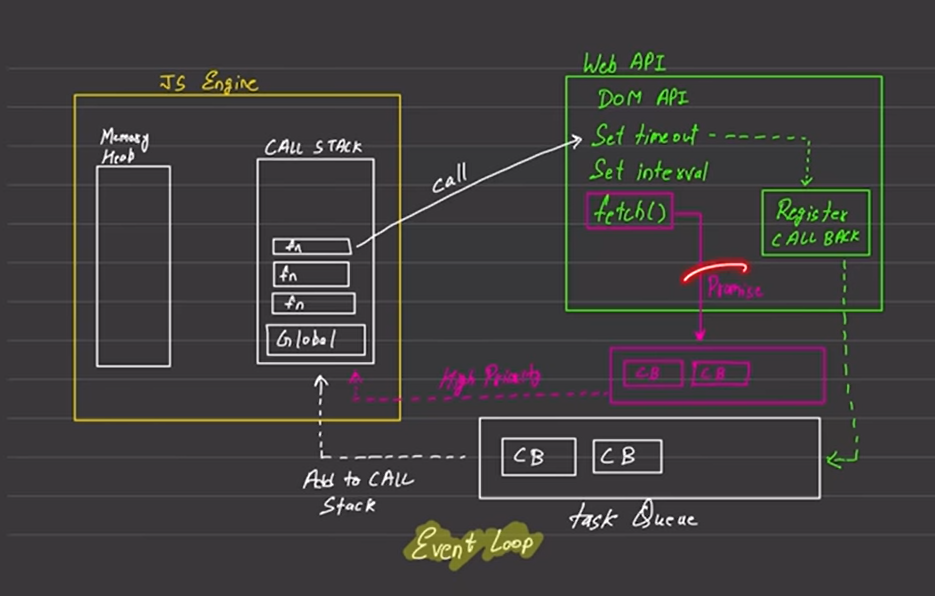 JS Engine
Memory
Heap
CALL STACK
fn
fn
fn
Global
call
Web API
DOM API
Set timeout
Set interval
fetch()
Register
CALL BACK
Promise
High Priority
CB CB
CB CB
Add to CALL
Stack
task Queue
Event Loop